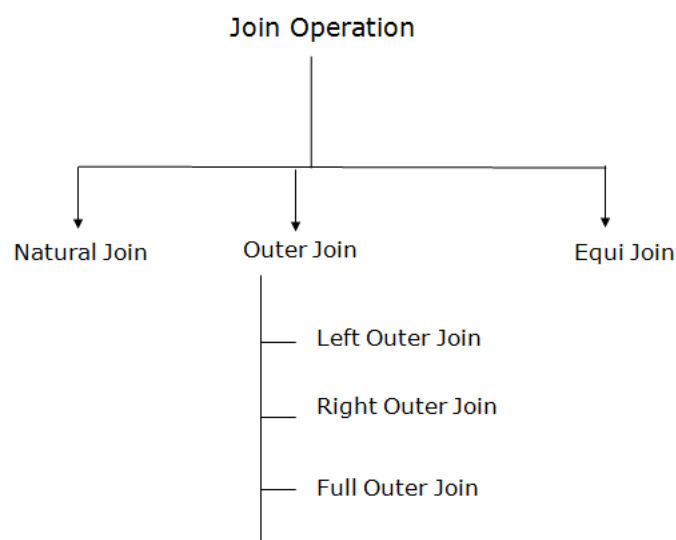 Join Operation
Natural Join
Outer Join
Equi Join
Left Outer Join
Right Outer Join
Full Outer Join